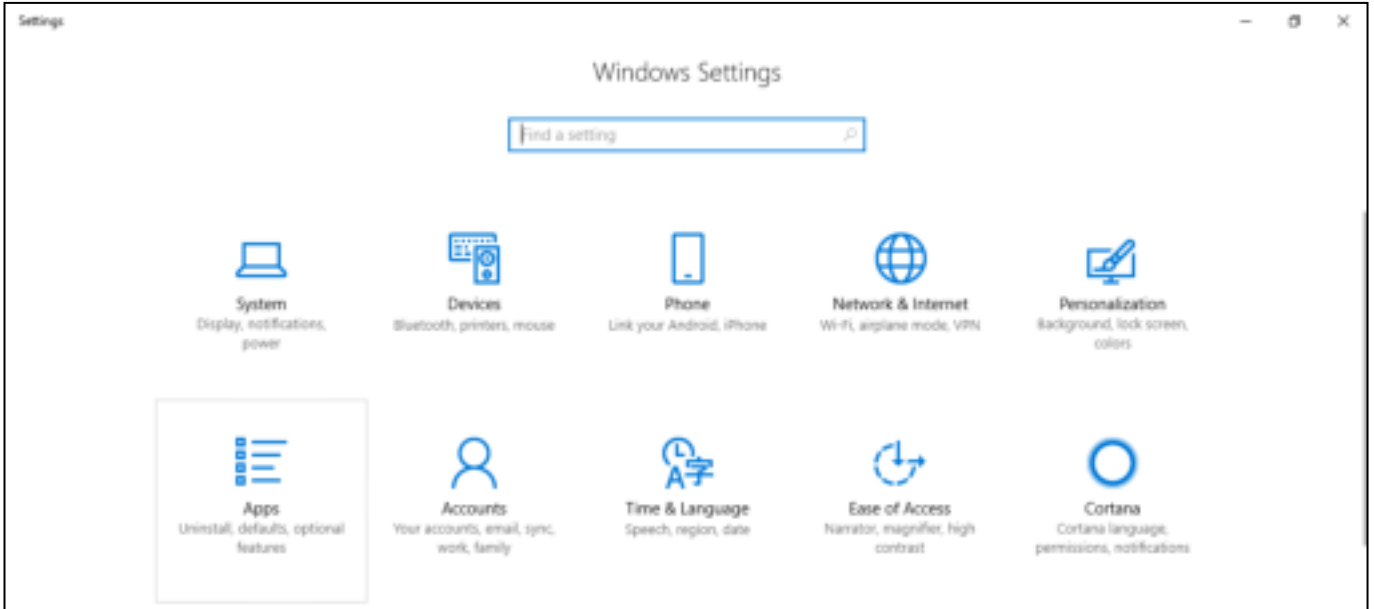 Settings
Windows Settings
Find a setting
System
Display, notifications,
power
Devices
Bluetooth, printers, mouse
Phone
Link your Android, iPhone
Network & Internet
Wi-Fi, airplane mode, VPN
Personalization
Background, lock screen,
colors
Apps
Uninstall, defaults, optional
features
Accounts
Your accounts, email, sync,
work, family
A字
Time & Language
Speech, region, date
Ease of Access
Narrator, magnifier, high
contrast
Cortana
Cortana language,
permissions, notifications